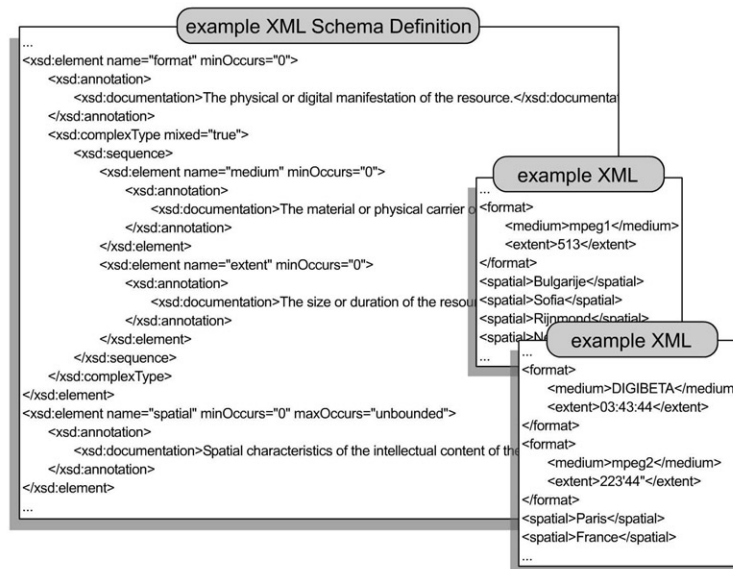 example XML Schema Definition
...
<xsd:element name="format" minOccurs="0">
<xsd:annotation>
<xsd:documentation>The physical or digital manifestation of the resource.</xsd:documentat
</xsd:annotation>
<xsd:complexType mixed="true">
<xsd:sequence>
<xsd:element name="medium" minOccurs="0">
<xsd:annotation>
<xsd:documentation>The material or physical carrier o
</xsd:annotation>
</xsd:element>
<xsd:element name="extent" minOccurs="0">
<xsd:annotation>
<xsd:documentation>The size or duration of the resou
</xsd:annotation>
</xsd:element>
</xsd:sequence>
</xsd:complexType>
</xsd:element>
<xsd:element name="spatial" minOccurs="0" maxOccurs="unbounded">
<xsd:annotation>
<xsd:documentation>Spatial characteristics of the intellectual content of the
</xsd:annotation>
</xsd:element>
...
example XML
...
<format>
<medium>mpeg1</medium>
<extent>513</extent>
</format>
<spatial>Bulgarije</spatial>
<spatial>Sofia</spatial>
<spatial>Rijnmond</spatial>
<spatial>
...
example XML
...
<format>
<medium>DIGIBETA</medium
<extent>03:43:44</extent>
</format>
<format>
<medium>mpeg2</medium>
<extent>223'44"</extent>
</format>
<spatial>Paris</spatial>
<spatial>France</spatial>
...